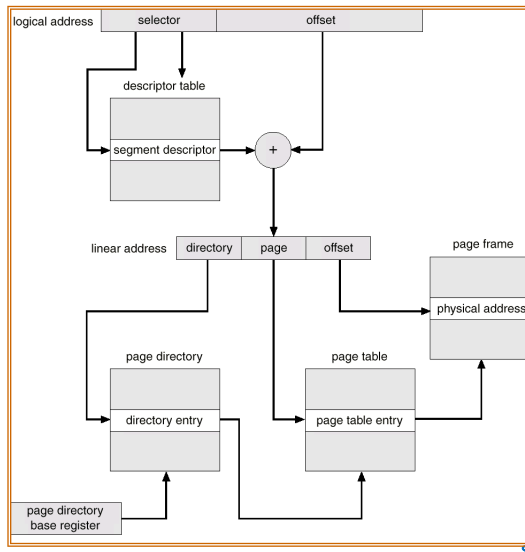 logical address
selector
offset
descriptor table
segment descriptor
+
linear address
directory
page
offset
page frame
physical address
page directory
page table
directory entry
page table entry
page directory
base register